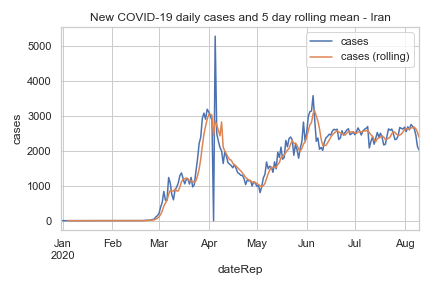 New COVID-19 daily cases and 5 day rolling mean - Iran
cases
cases (rolling)
5000
4000
3000
2000
1000
0
cases
Jan Feb Mar Apr May Jun Jul Aug
2020
dateRep